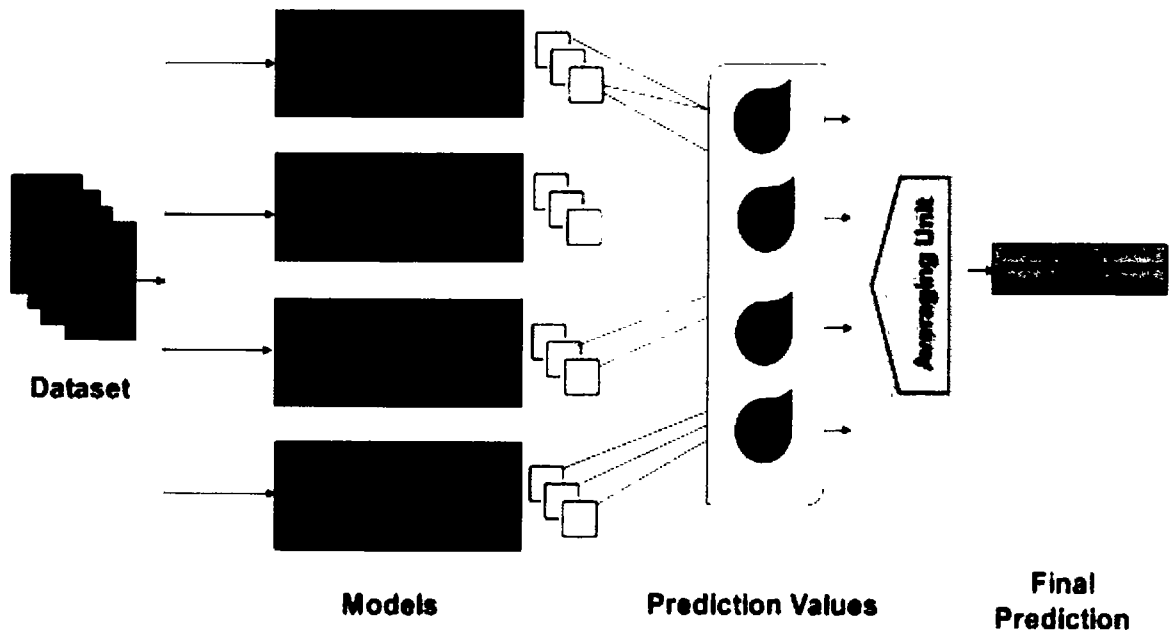 Averaging Unit
Dataset
Models
Prediction Values
Final
Prediction